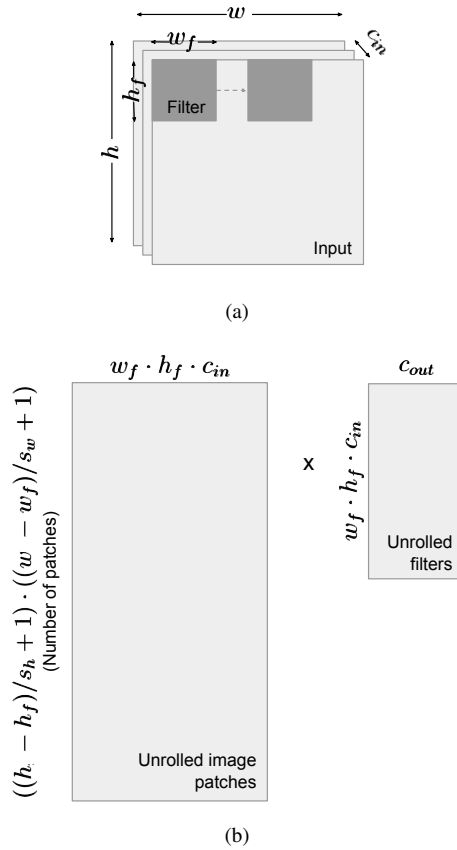 w
w_f
c_in
h_f
Filter
h
Input
(a)
w_f · h_f · c_in
c_out
((h − h_f)/s_h + 1) · ((w − w_f)/s_w + 1)
(Number of patches)
x
w_f · h_f · c_in
Unrolled
filters
Unrolled image
patches
(b)